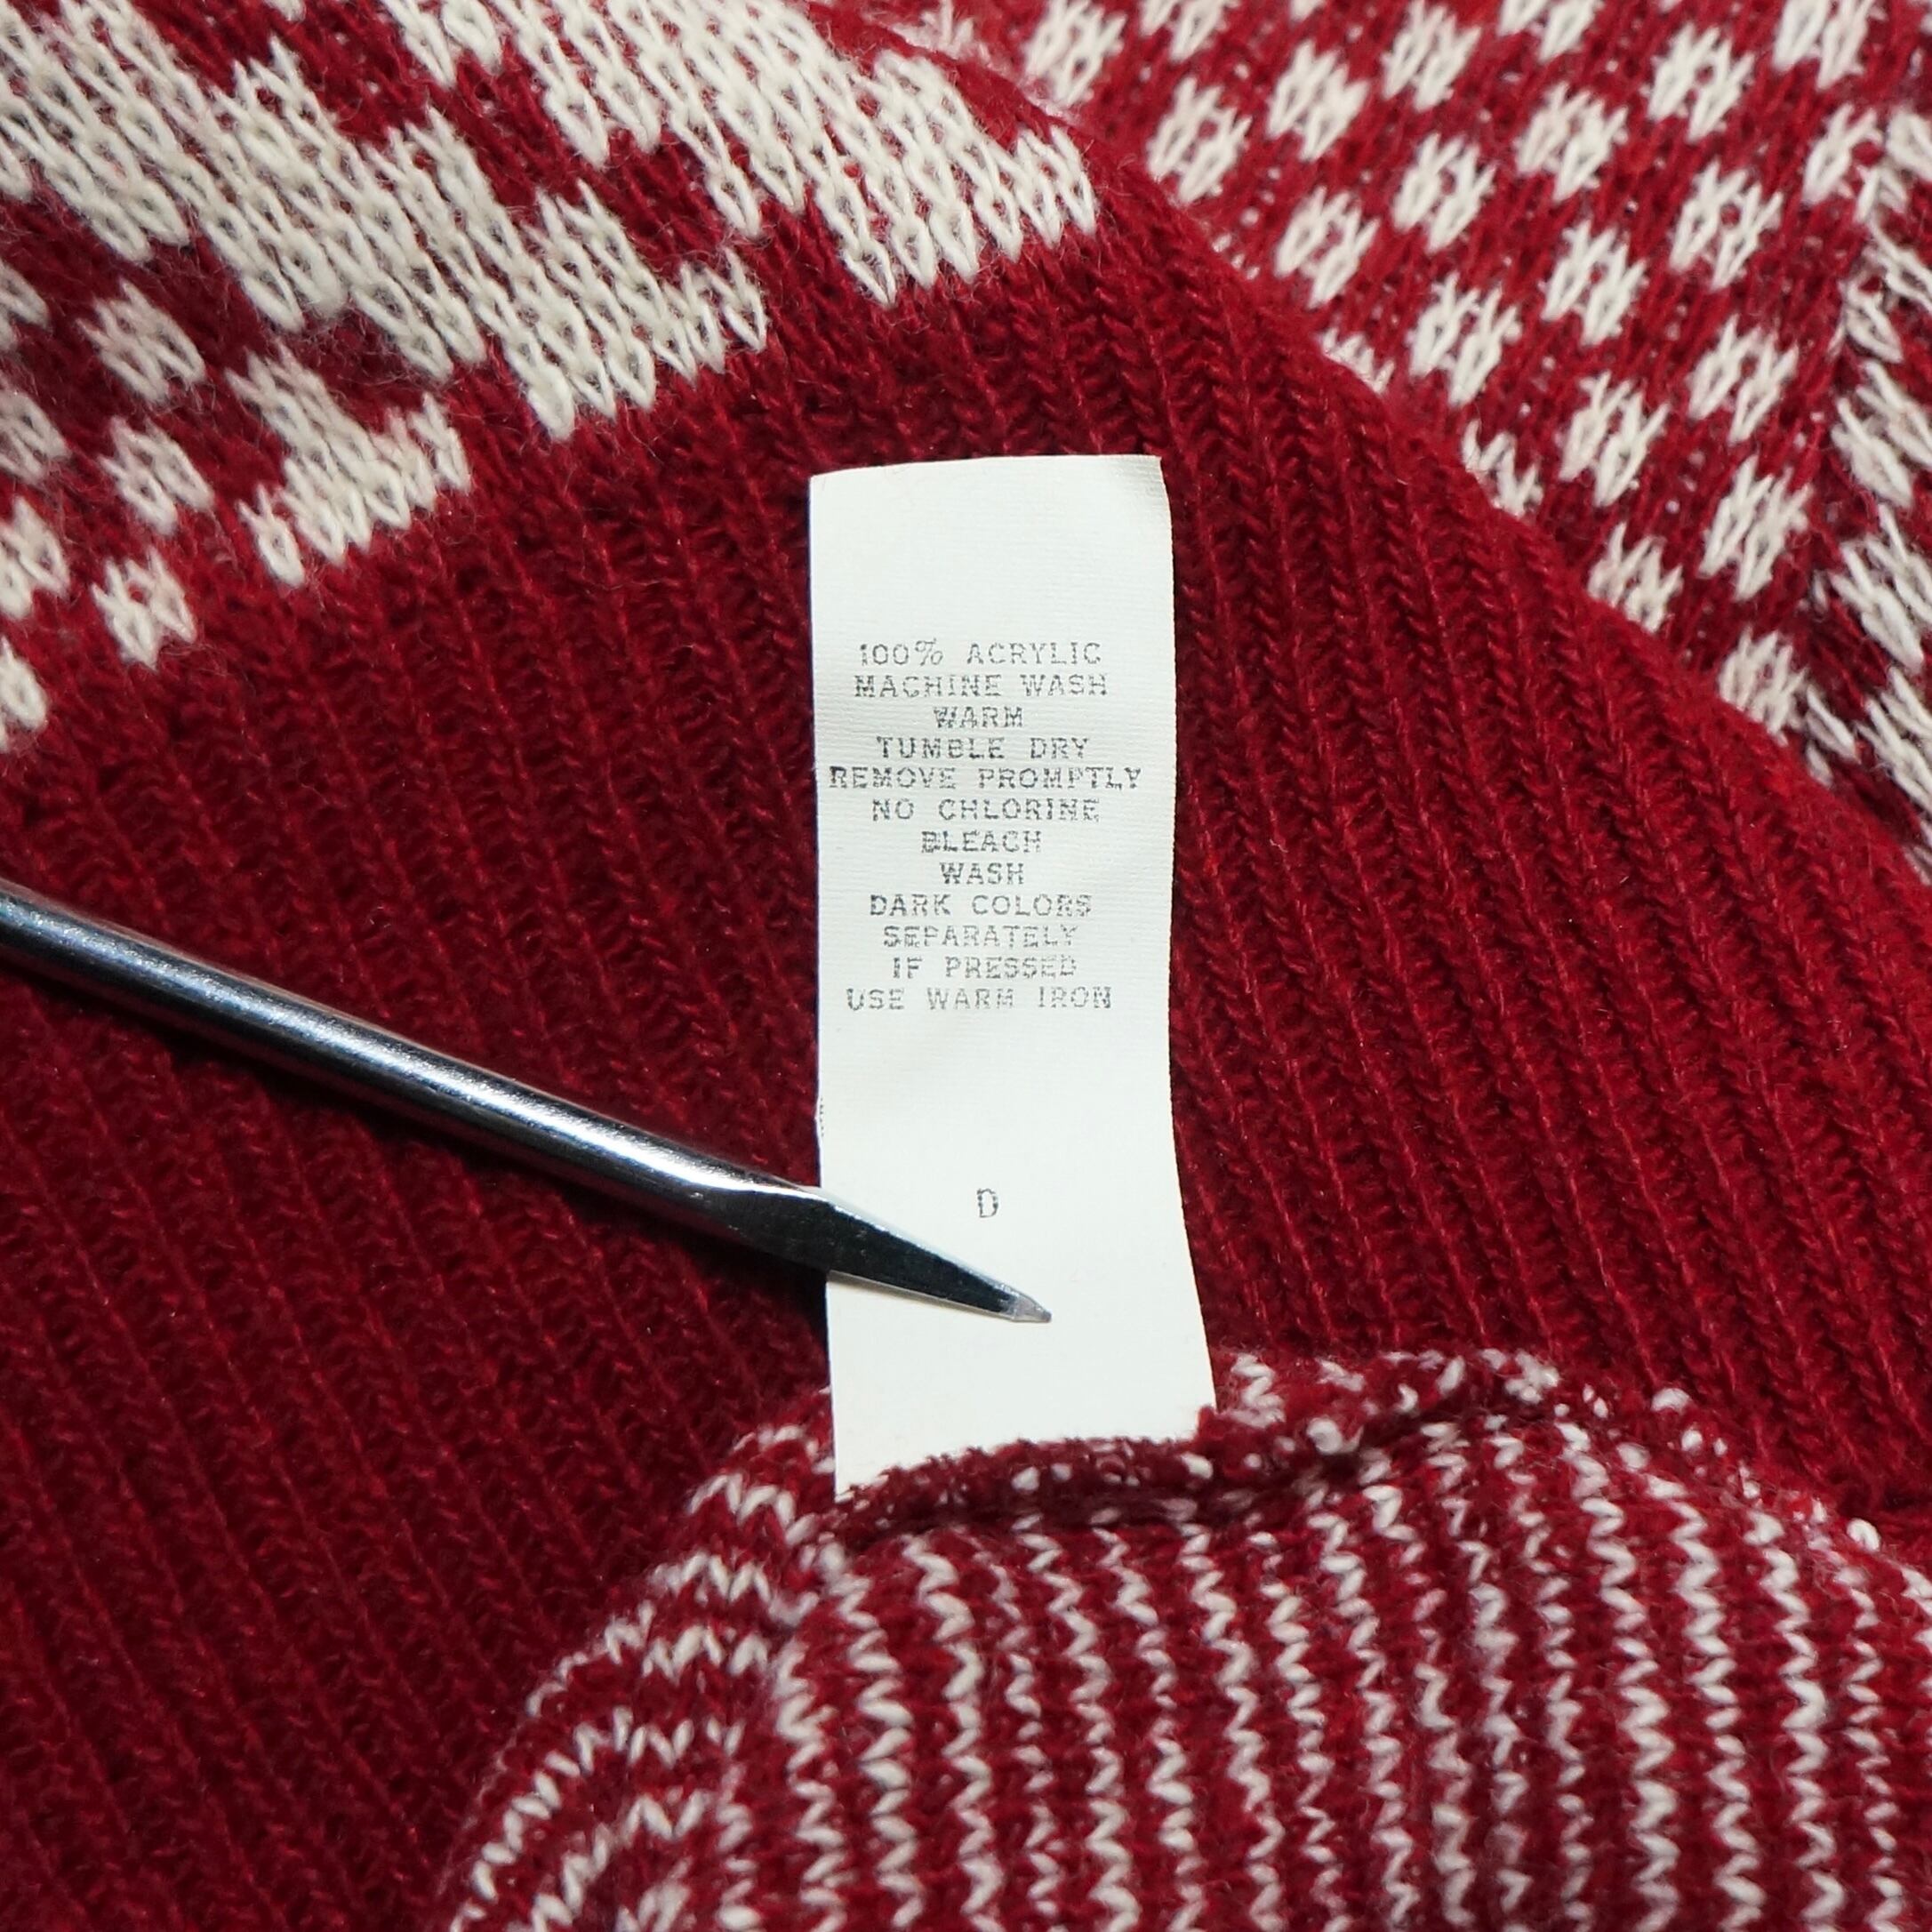 100% ACRYLIC
MACHINE WASH
WARM
TUMBLE DRY
REMOVE PROMPTLY
NO CHLORINE
BLEACH
WASH
DARK COLORS
SEPARATELY
IF PRESSED
USE WARM IRON
D